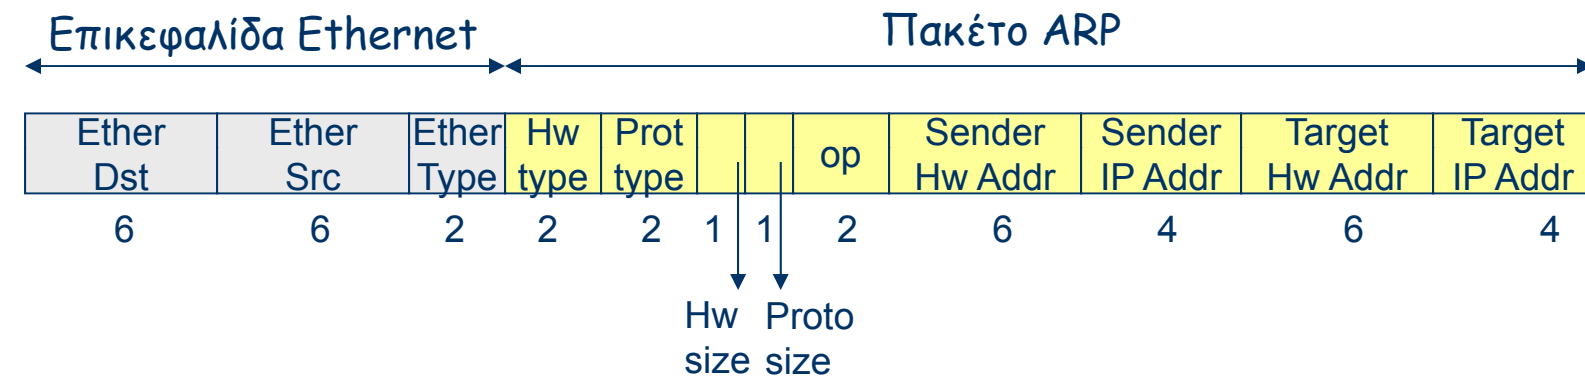 Επικεφαλίδα Ethernet
Πακέτο ARP
Ether Dst
Ether Src
Ether Type
Hw type
Prot type
op
Sender Hw Addr
Sender IP Addr
Target Hw Addr
Target IP Addr
6 6 2 2 2 1 1 2 6 4 6 4
Hw size
Proto size